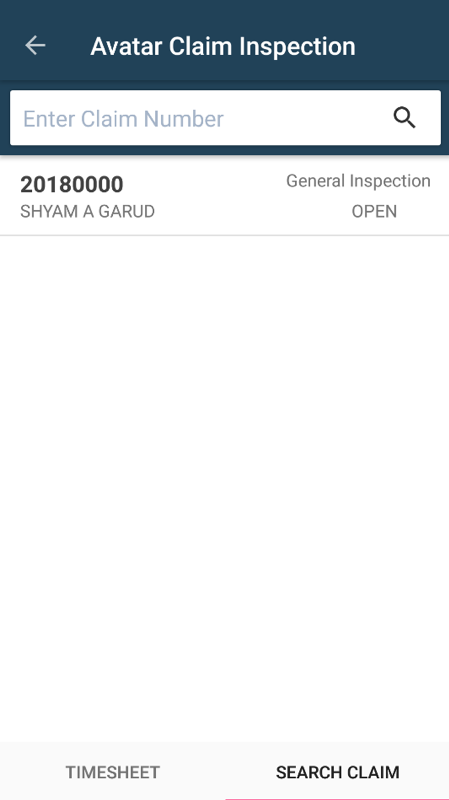 Avatar Claim Inspection
Enter Claim Number
20180000
General Inspection
SHYAM A GARUD
OPEN
TIMESHEET
SEARCH CLAIM